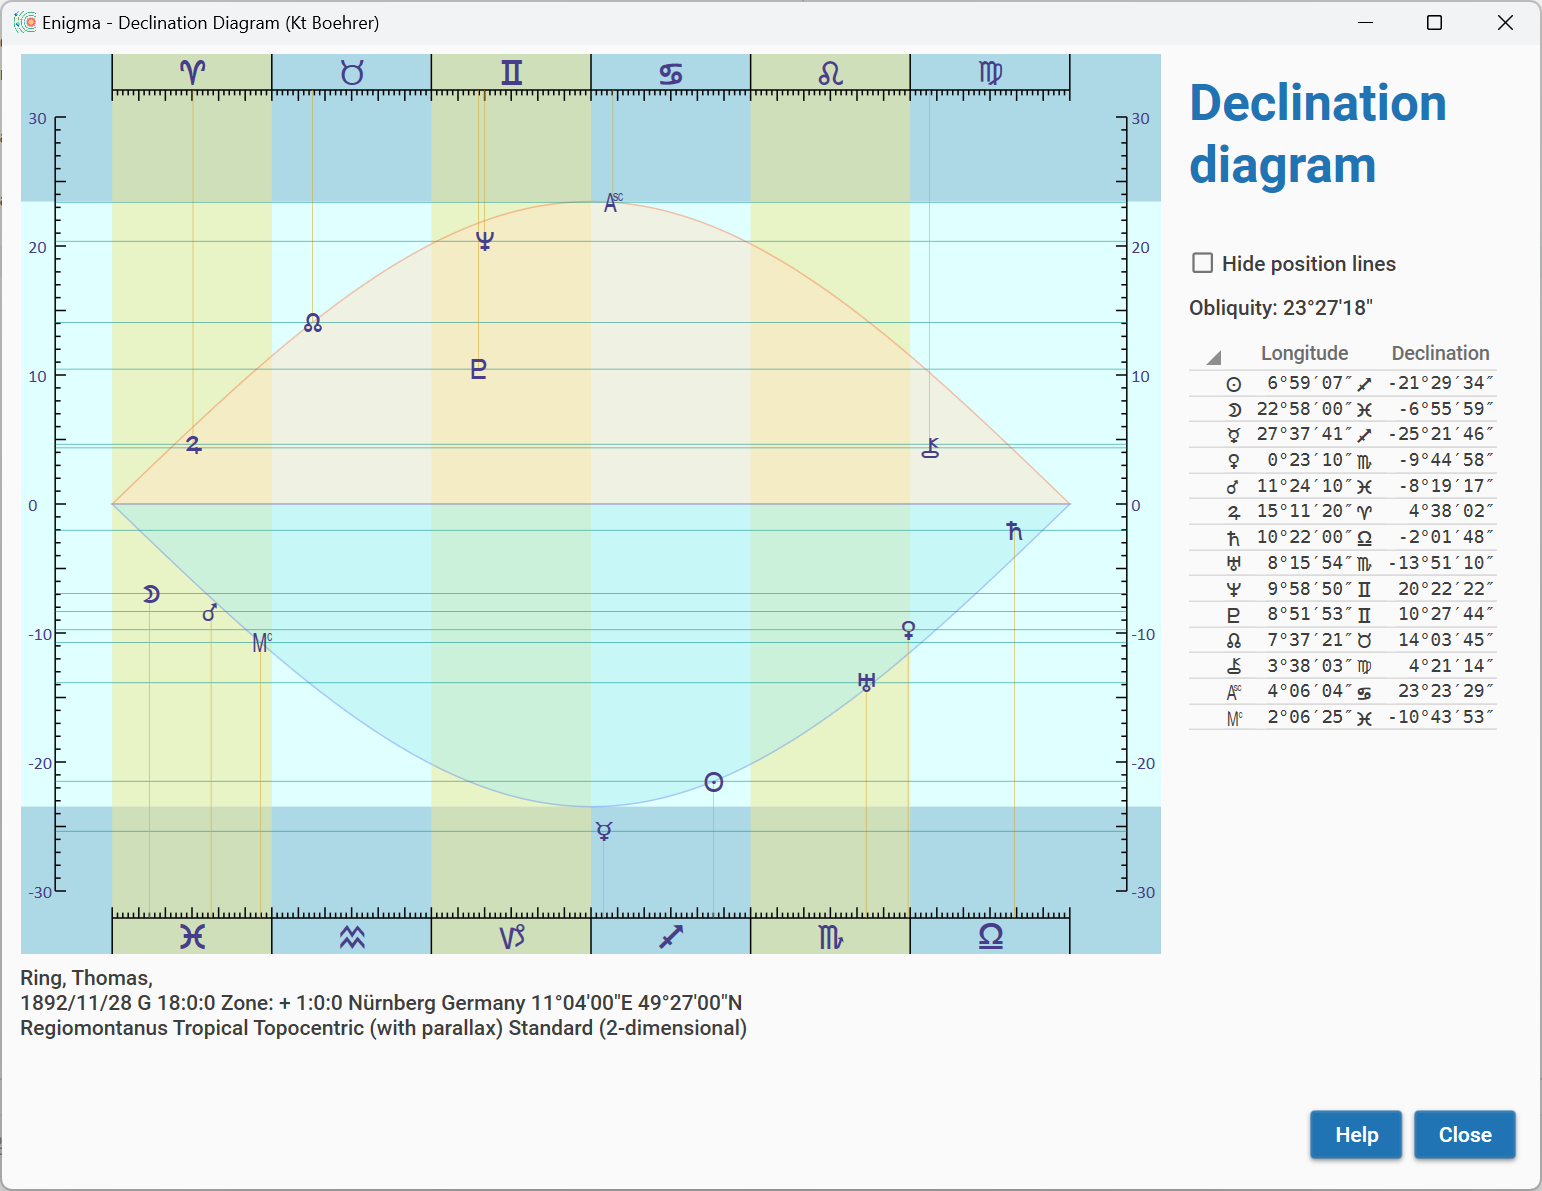 Enigma - Declination Diagram (Kt Boehrer)
♈ ♉ ♊ ♋ ♌ ♍
30 30
20 20
10 10
0 0
-10 -10
-20 -20
-30 -30
Asc
Mc
♓ ♒ ♑ ♐ ♏ ♎
Ring, Thomas,
1892/11/28 G 18:0:0 Zone: + 1:0:0 Nürnberg Germany 11°04'00"E 49°27'00"N
Regiomontanus Tropical Topocentric (with parallax) Standard (2-dimensional)
Declination
diagram
Hide position lines
Obliquity: 23°27'18"
Longitude Declination
☉ 6°59′07″ ♐ -21°29′34″
☽ 22°58′00″ ♓ -6°55′59″
☿ 27°37′41″ ♐ -25°21′46″
♀ 0°23′10″ ♏ -9°44′58″
♂ 11°24′10″ ♓ -8°19′17″
♃ 15°11′20″ ♈ 4°38′02″
♄ 10°22′00″ ♎ -2°01′48″
♅ 8°15′54″ ♏ -13°51′10″
♆ 9°58′50″ ♊ 20°22′22″
♇ 8°51′53″ ♊ 10°27′44″
☊ 7°37′21″ ♉ 14°03′45″
⚷ 3°38′03″ ♍ 4°21′14″
Asc 4°06′04″ ♋ 23°23′29″
Mc 2°06′25″ ♓ -10°43′53″
Help Close